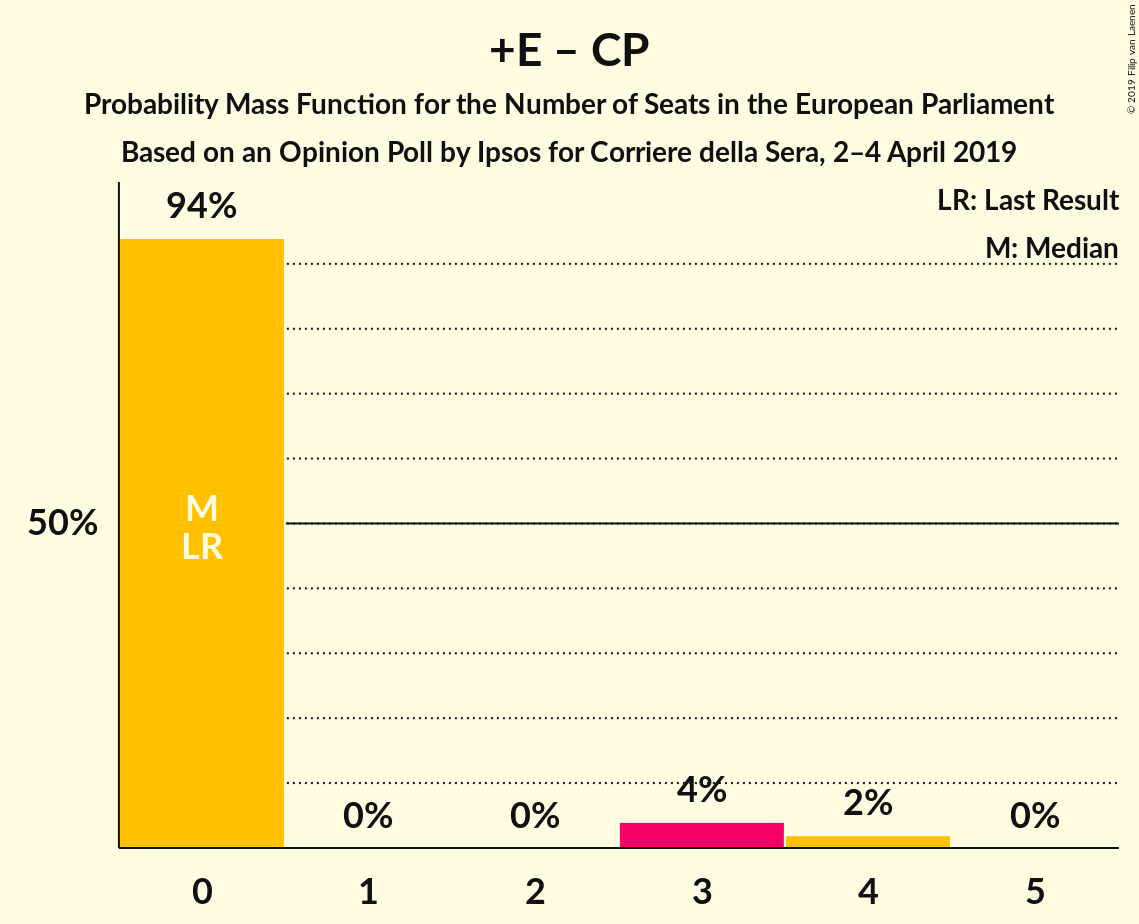 +E – CP
Probability Mass Function for the Number of Seats in the European Parliament
Based on an Opinion Poll by Ipsos for Corriere della Sera, 2–4 April 2019
© 2019 Filip van Laenen
LR: Last Result
M: Median
94%
50%
M
LR
0%
0%
4%
2%
0%
0
1
2
3
4
5